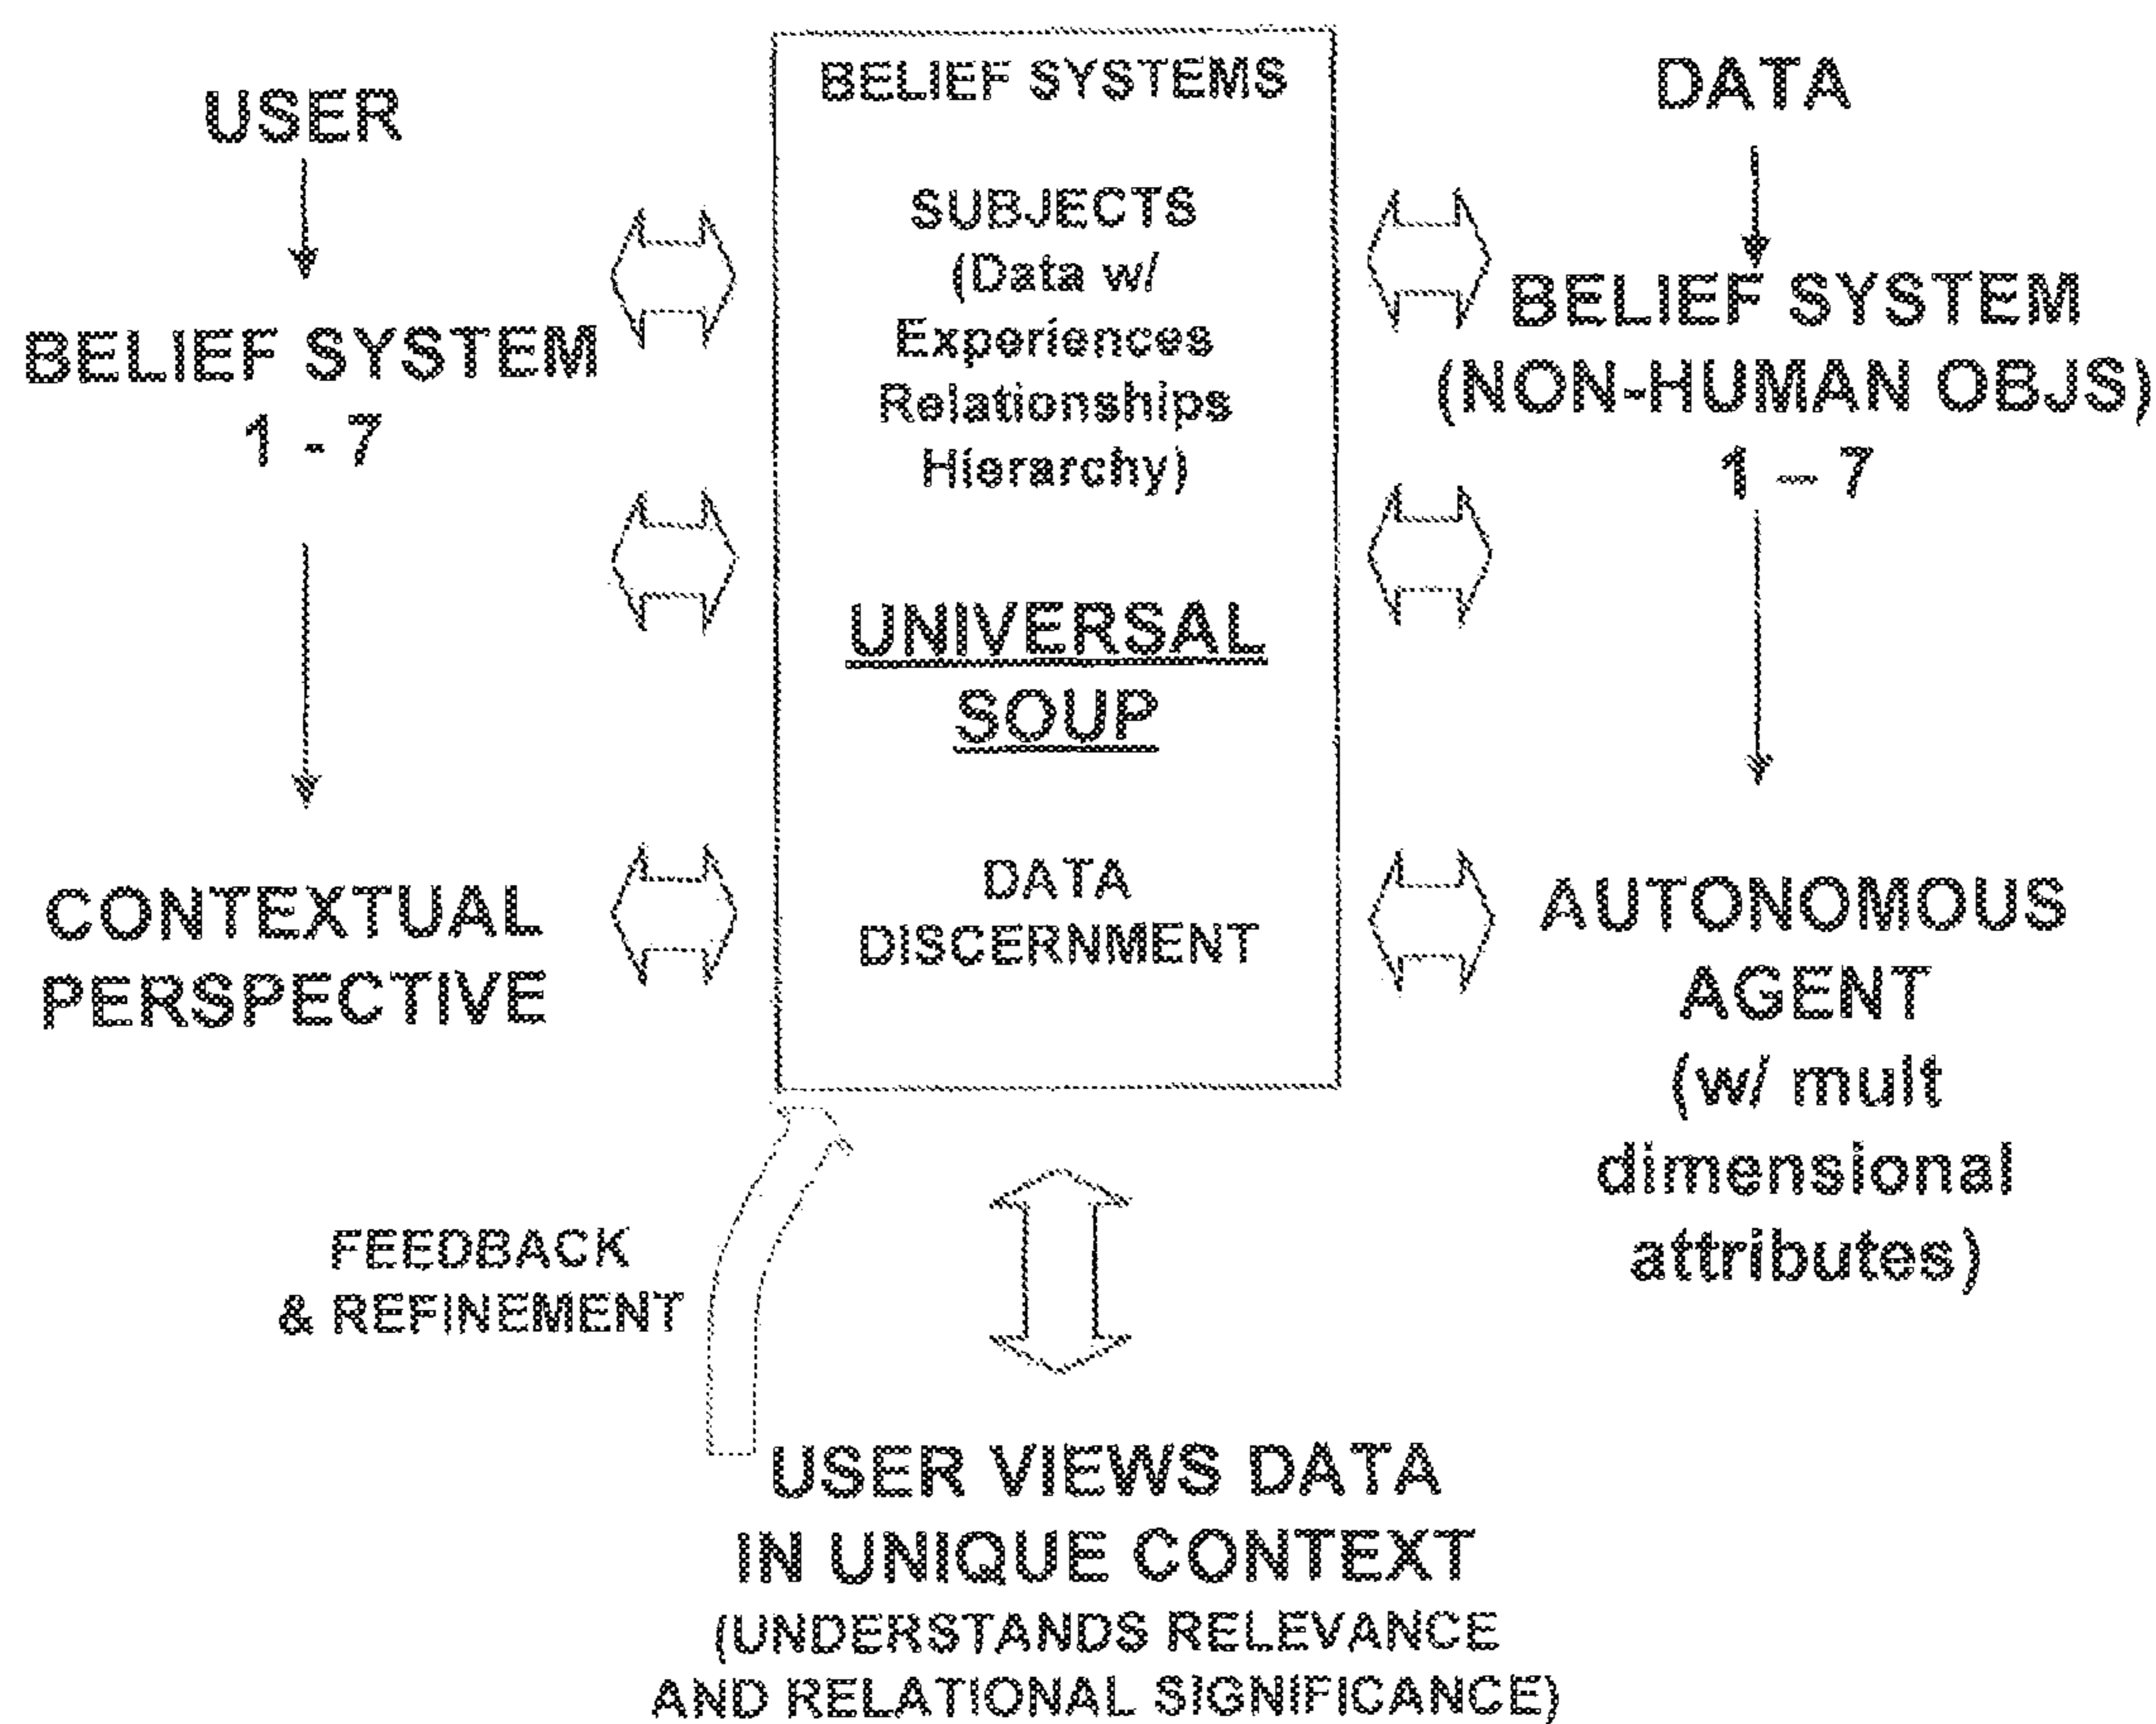 USER
BELIEF SYSTEM
1 - 7
CONTEXTUAL
PERSPECTIVE
BELIEF SYSTEMS
SUBJECTS
(Data w/
Experiences
Relationships
Hierarchy)
UNIVERSAL
SOUP
DATA
DISCERNMENT
DATA
BELIEF SYSTEM
(NON-HUMAN OBJS)
1 – 7
AUTONOMOUS
AGENT
(w/ mult
dimensional
attributes)
FEEDBACK
& REFINEMENT
USER VIEWS DATA
IN UNIQUE CONTEXT
(UNDERSTANDS RELEVANCE
AND RELATIONAL SIGNIFICANCE)